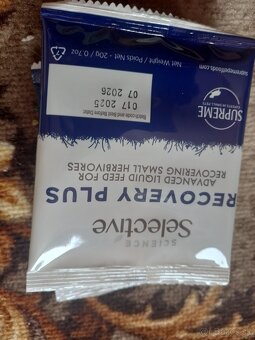 SCIENCE
Selective
RECOVERY PLUS
ADVANCED LIQUID FEED FOR
RECOVERING SMALL HERBIVORES
SUPREME
Batch code and Best Before Date:
017 2025
07 2026
Net Weight / Poids Net - 20g / 0.7oz
supremepetfoods.com